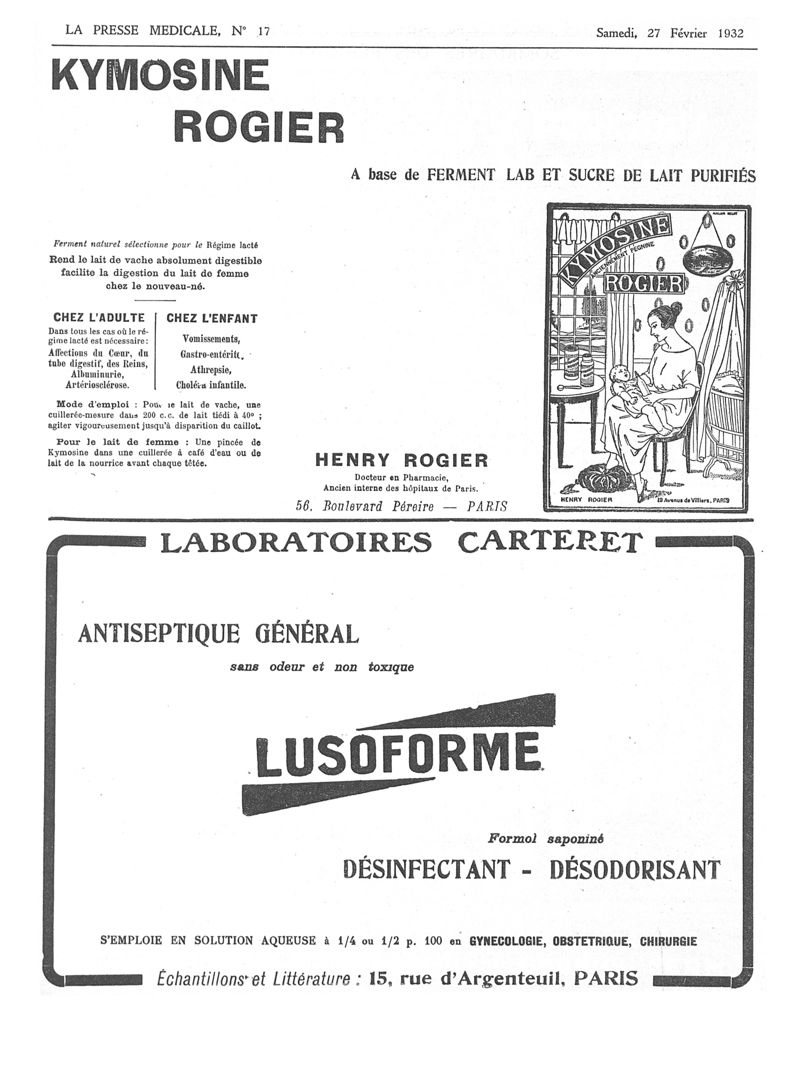 LA PRESSE MEDICALE, N° 17
Samedi, 27 Février 1932
KYMOSINE
ROGIER
A base de FERMENT LAB ET SUCRE DE LAIT PURIFIÉS
Ferment naturel sélectionne pour le Régime lacté
Rend le lait de vache absolument digestible
facilite la digestion du lait de femme
chez le nouveau-né.
CHEZ L'ADULTE
Dans tous les cas où le ré-
gime lacté est nécessaire:
Affections du Cœur, du
tube digestif, des Reins,
Albuminurie,
Artériosclérose.
CHEZ L'ENFANT
Vomissements,
Gastro-entérite,
Athrepsie,
Choléra infantile.
Mode d'emploi : Pour le lait de vache, une
cuillerée-mesure dans 200 c.c. de lait tiédi à 40° ;
agiter vigoureusement jusqu'à disparition du caillot.
Pour le lait de femme : Une pincée de
Kymosine dans une cuillerée à café d'eau ou de
lait de la nourrice avant chaque tétée.
HENRY ROGIER
Docteur en Pharmacie,
Ancien interne des hôpitaux de Paris.
56, Boulevard Péreire — PARIS
KYMOSINE
ANCIENNEMENT PEGNINE
ROGIER
HENRY ROGIER
19 Avenue de Villiers, PARIS
LABORATOIRES CARTERET
ANTISEPTIQUE GÉNÉRAL
sans odeur et non toxique
LUSOFORME
Formol saponiné
DÉSINFECTANT - DÉSODORISANT
S'EMPLOIE EN SOLUTION AQUEUSE à 1/4 ou 1/2 p. 100 en GYNECOLOGIE, OBSTETRIQUE, CHIRURGIE
Échantillons et Littérature : 15, rue d'Argenteuil, PARIS